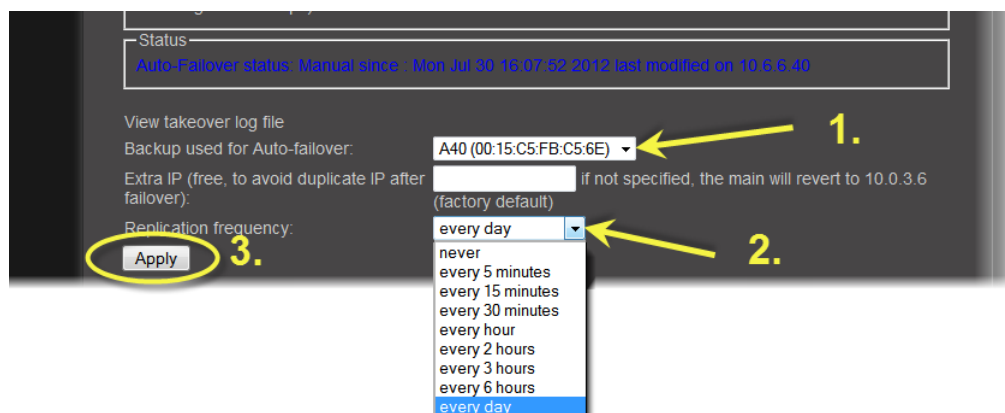 Status
Auto-Failover status: Manual since : Mon Jul 30 16:07:52 2012 last modified on 10.6.6.40
View takeover log file
Backup used for Auto-failover: A40 (00:15:C5:FB:C5:6E) 1.
Extra IP (free, to avoid duplicate IP after if not specified, the main will revert to 10.0.3.6
failover): (factory default)
Replication frequency: every day 2.
Apply 3.
never
every 5 minutes
every 15 minutes
every 30 minutes
every hour
every 2 hours
every 3 hours
every 6 hours
every day